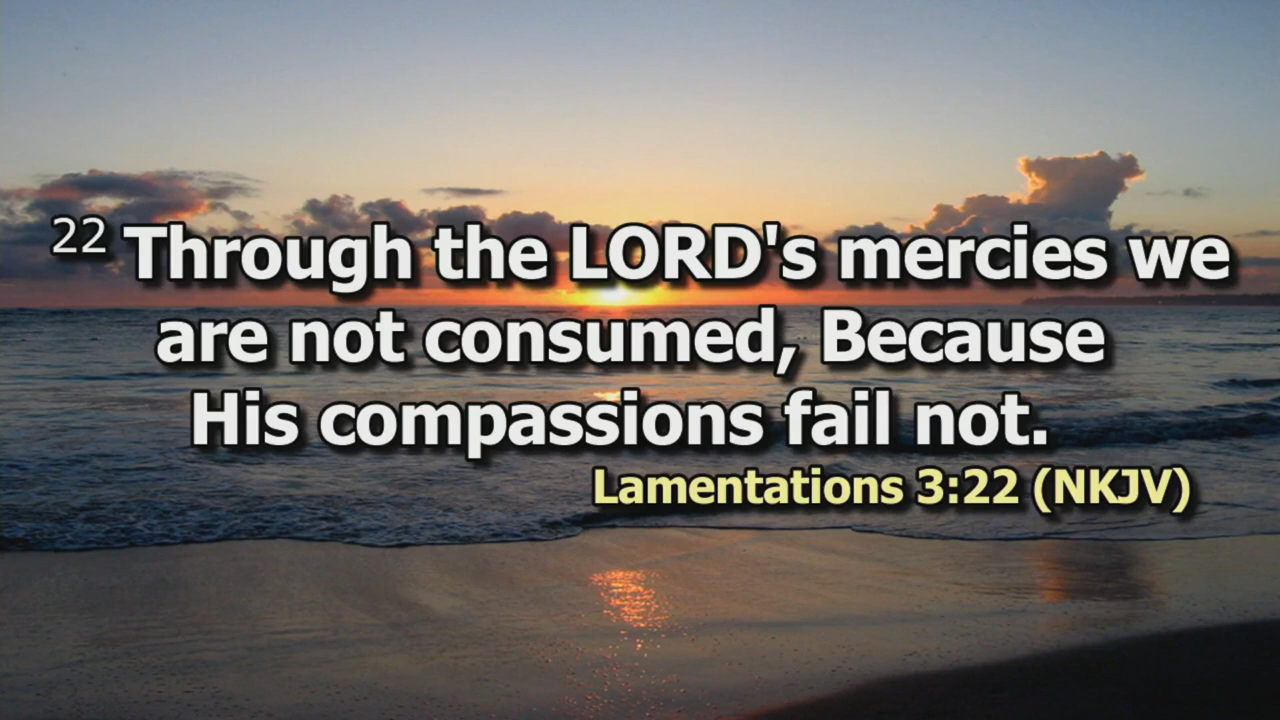 22 Through the LORD's mercies we
are not consumed, Because
His compassions fail not.
Lamentations 3:22 (NKJV)